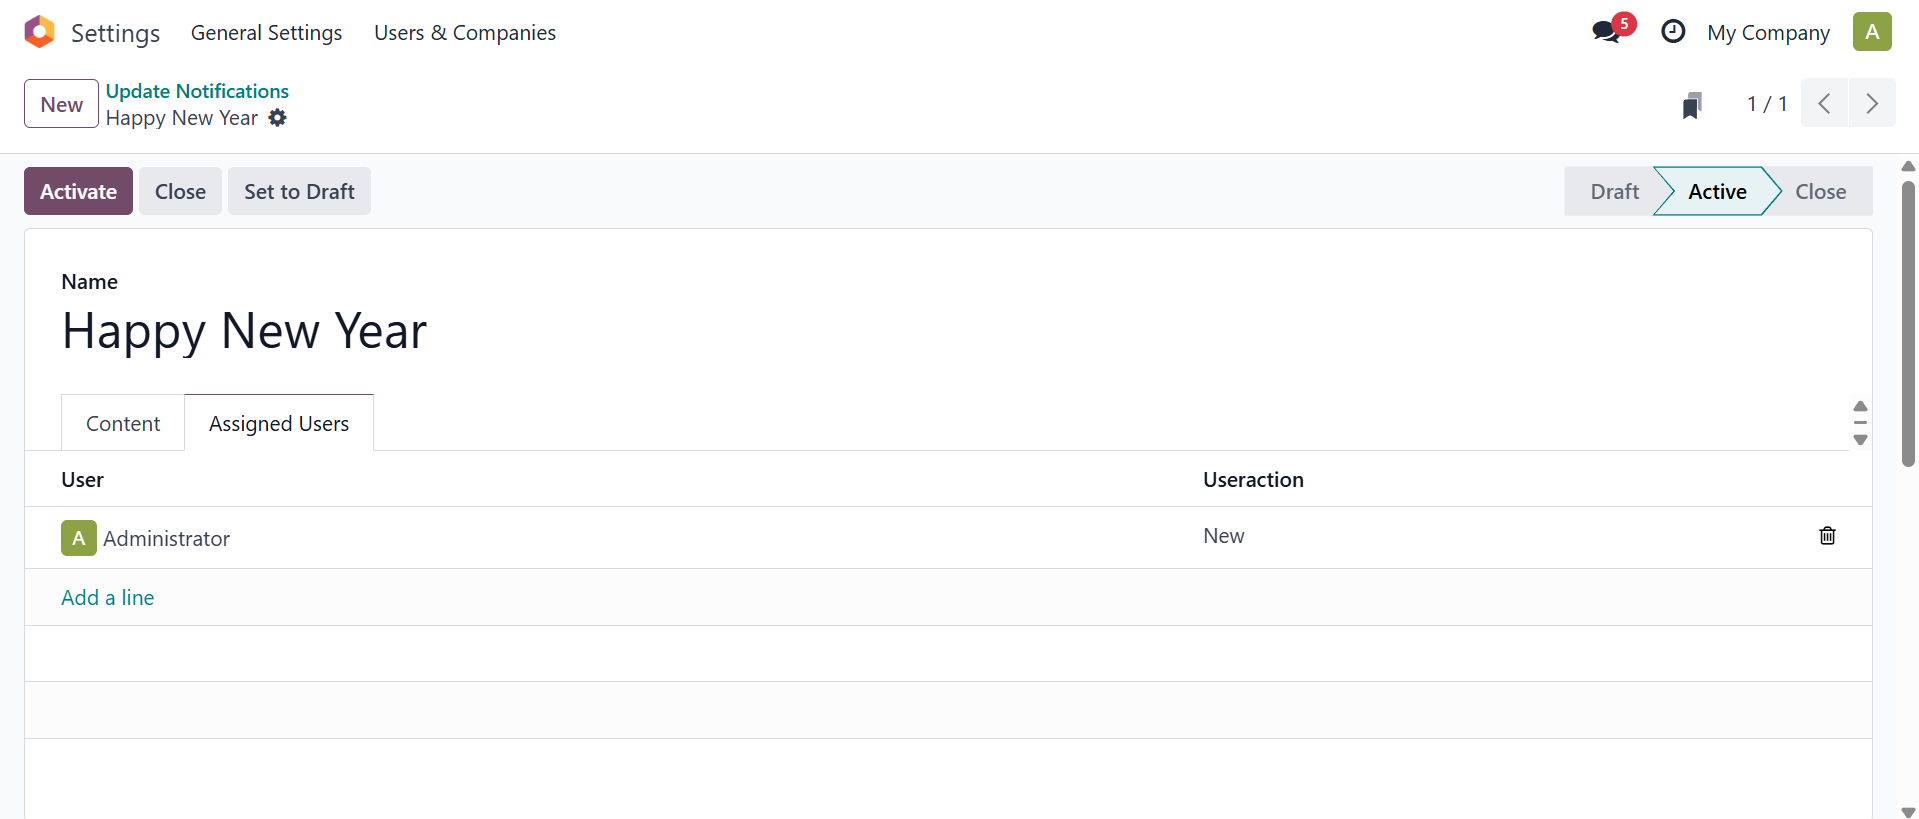 Settings General Settings Users & Companies 5 My Company A
New Update Notifications
Happy New Year 1 / 1
Activate Close Set to Draft Draft Active Close
Name
Happy New Year
Content Assigned Users
User Useraction
A Administrator New
Add a line